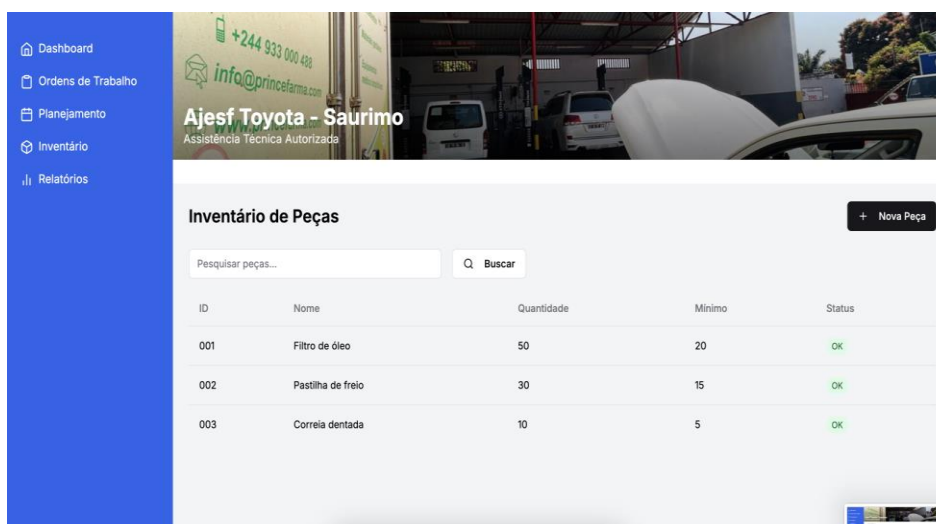 Dashboard
Ordens de Trabalho
Planejamento
Inventário
Relatórios
+244 933 000 488
info@princefarma.com
Ajesf Toyota - Saurimo
Assistência Técnica Autorizada
Inventário de Peças
+ Nova Peça
Pesquisar peças...
Buscar
ID Nome Quantidade Mínimo Status
001 Filtro de óleo 50 20 OK
002 Pastilha de freio 30 15 OK
003 Correia dentada 10 5 OK